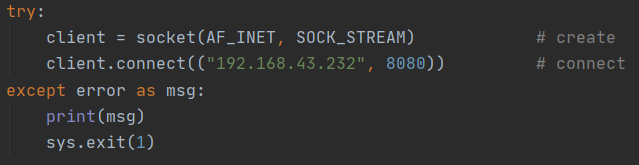 try:
    client = socket(AF_INET, SOCK_STREAM)            # create
    client.connect(("192.168.43.232", 8080))         # connect
except error as msg:
    print(msg)
    sys.exit(1)